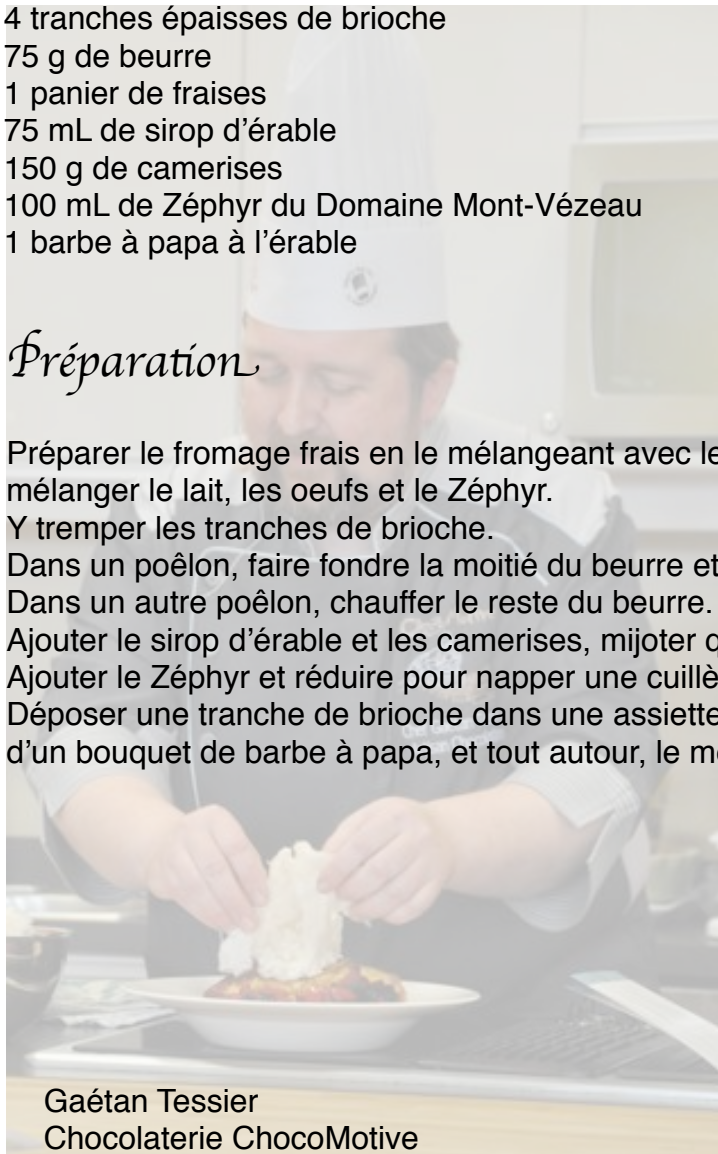 4 tranches épaisses de brioche
75 g de beurre
1 panier de fraises
75 mL de sirop d’érable
150 g de camerises
100 mL de Zéphyr du Domaine Mont-Vézeau
1 barbe à papa à l’érable
Préparation
Préparer le fromage frais en le mélangeant avec le
mélanger le lait, les oeufs et le Zéphyr.
Y tremper les tranches de brioche.
Dans un poêlon, faire fondre la moitié du beurre et
Dans un autre poêlon, chauffer le reste du beurre.
Ajouter le sirop d’érable et les camerises, mijoter q
Ajouter le Zéphyr et réduire pour napper une cuillè
Déposer une tranche de brioche dans une assiette
d’un bouquet de barbe à papa, et tout autour, le m
Gaétan Tessier
Chocolaterie ChocoMotive